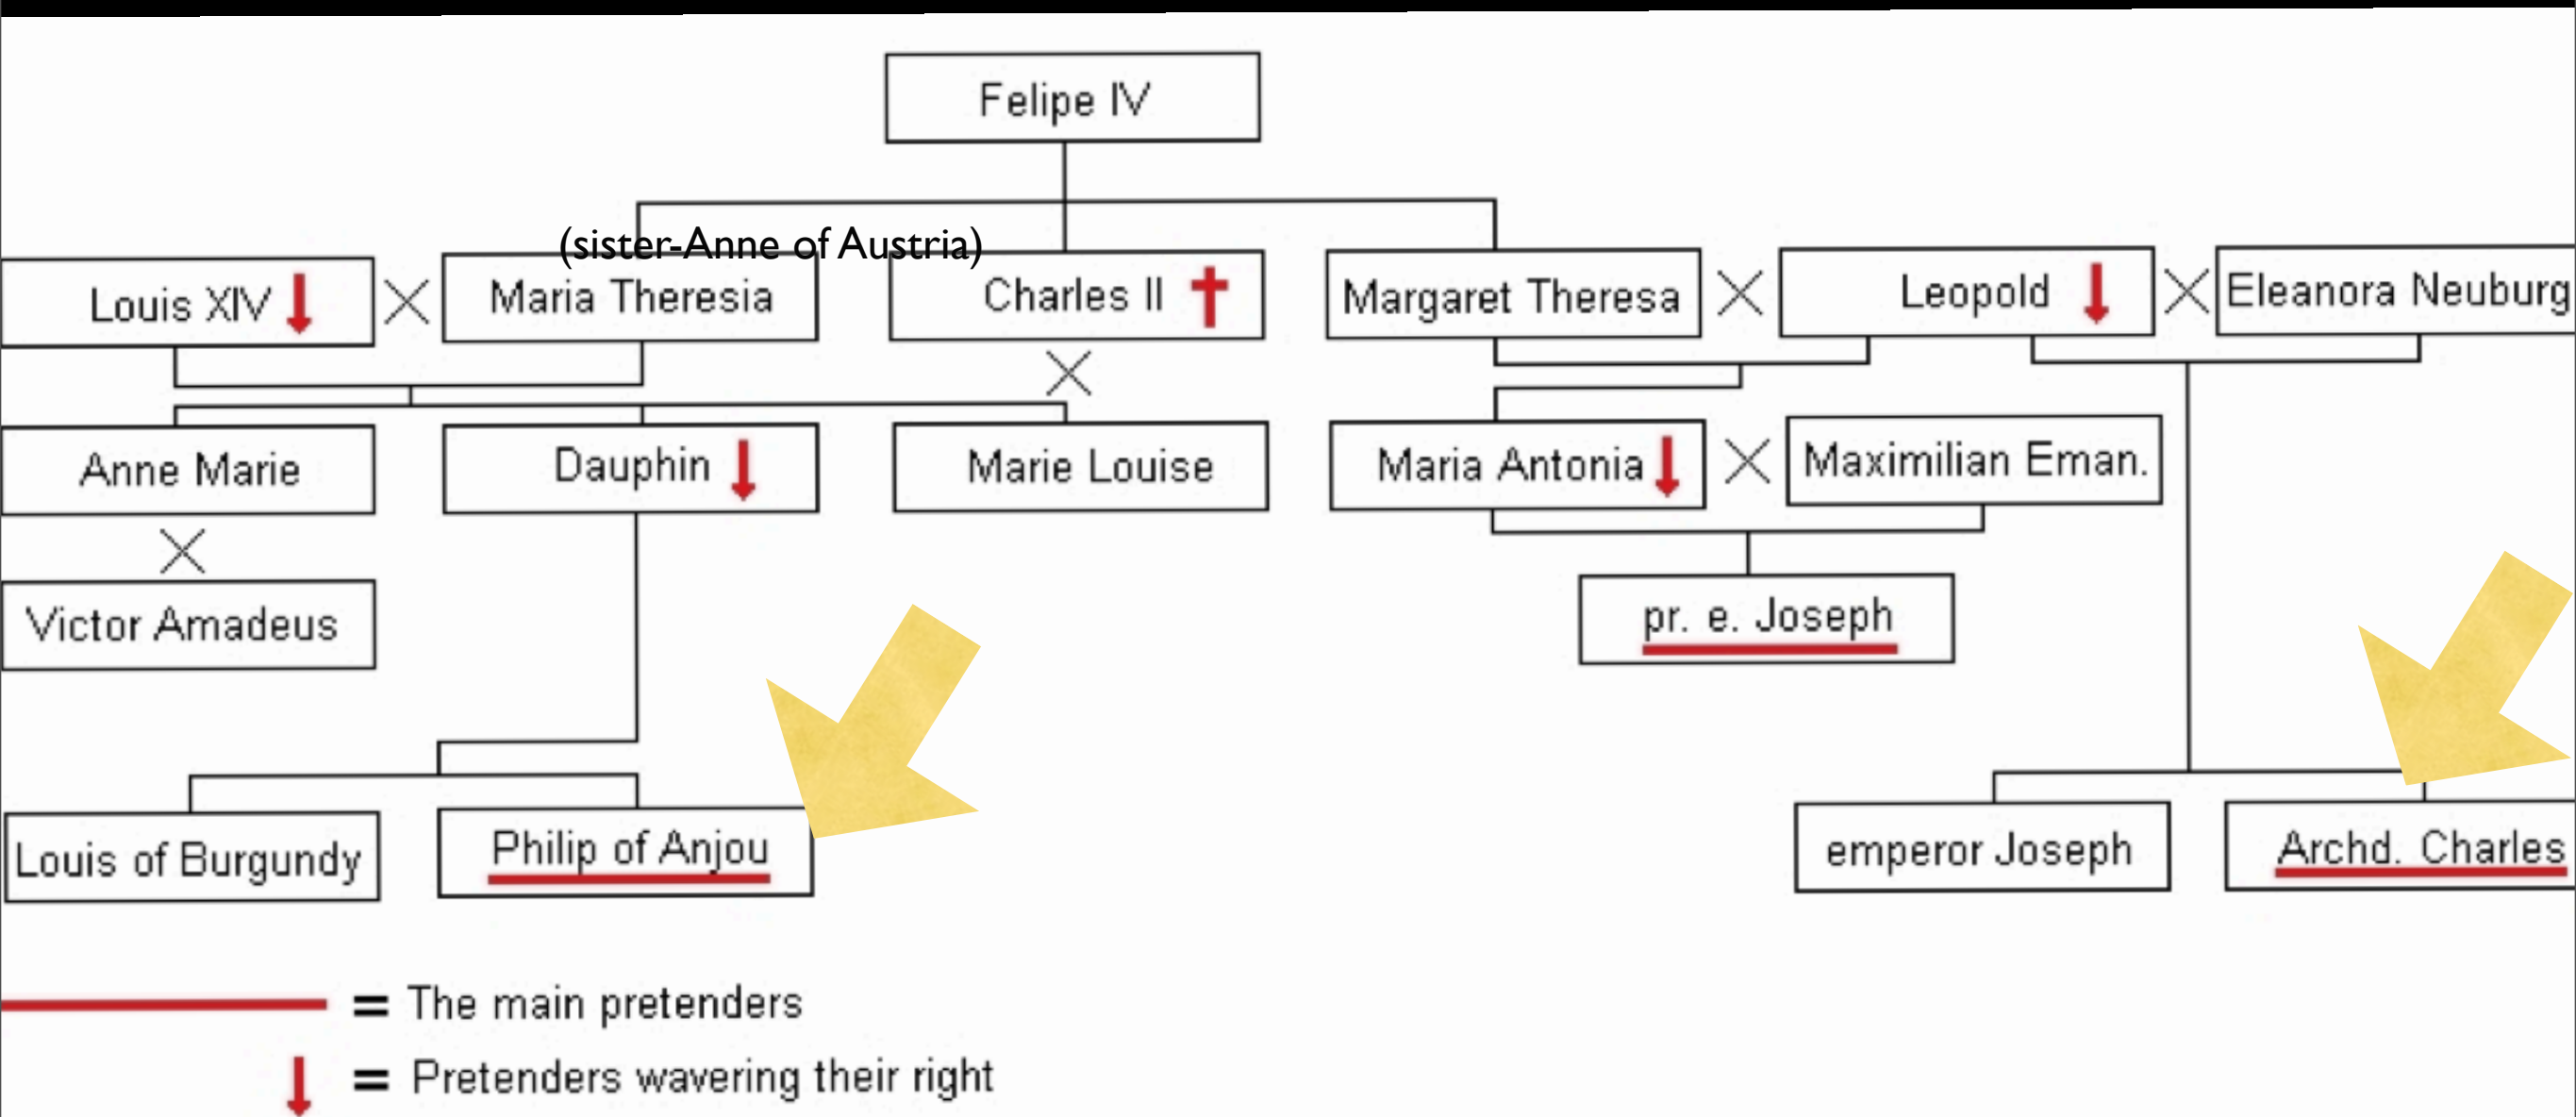 Felipe IV
(sister-Anne of Austria)
Louis XIV
Maria Theresia
Charles II
Margaret Theresa
Leopold
Eleanora Neuburg
Anne Marie
Dauphin
Marie Louise
Maria Antonia
Maximilian Eman.
Victor Amadeus
pr. e. Joseph
Louis of Burgundy
Philip of Anjou
emperor Joseph
Archd. Charles
= The main pretenders
= Pretenders wavering their right